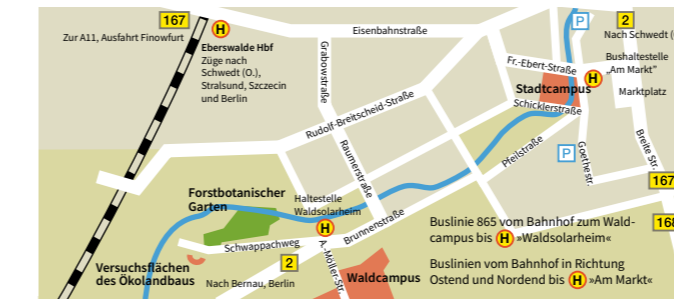 167
H
2
P
Zur A11, Ausfahrt Finowfurt
Eisenbahnstraße
Nach Schwedt (
Eberswalde Hbf
Züge nach
Schwedt (O.),
Stralsund, Szczecin
und Berlin
Grabowstraße
Fr.-Ebert-Straße
Bushaltestelle
„Am Markt"
H
Stadtcampus
Marktplatz
Schicklerstraße
Rudolf-Breitscheid-Straße
Raumerstraße
Pfeilstraße
P
Goethestr.
Breite Str.
167
Forstbotanischer
Garten
Haltestelle
Waldsolarheim
H
Brunnenstraße
Schwappachweg
A.-Möller-Str.
Buslinie 865 vom Bahnhof zum Wald-
campus bis H »Waldsolarheim«
168
2
Versuchsflächen
des Ökolandbaus
Nach Bernau, Berlin
Waldcampus
Buslinien vom Bahnhof in Richtung
Ostend und Nordend bis H »Am Markt«